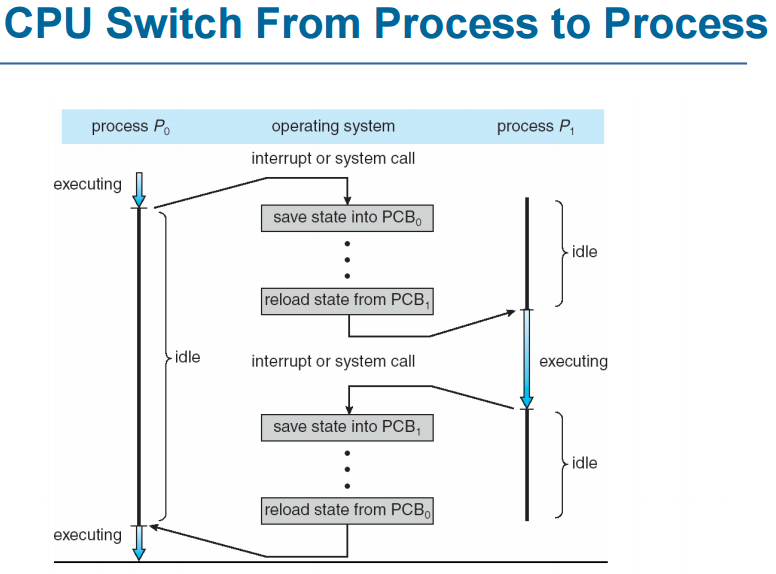 CPU Switch From Process to Process
process P₀ operating system process P₁
interrupt or system call
executing
save state into PCB₀
idle
reload state from PCB₁
idle
interrupt or system call
executing
save state into PCB₁
idle
reload state from PCB₀
executing